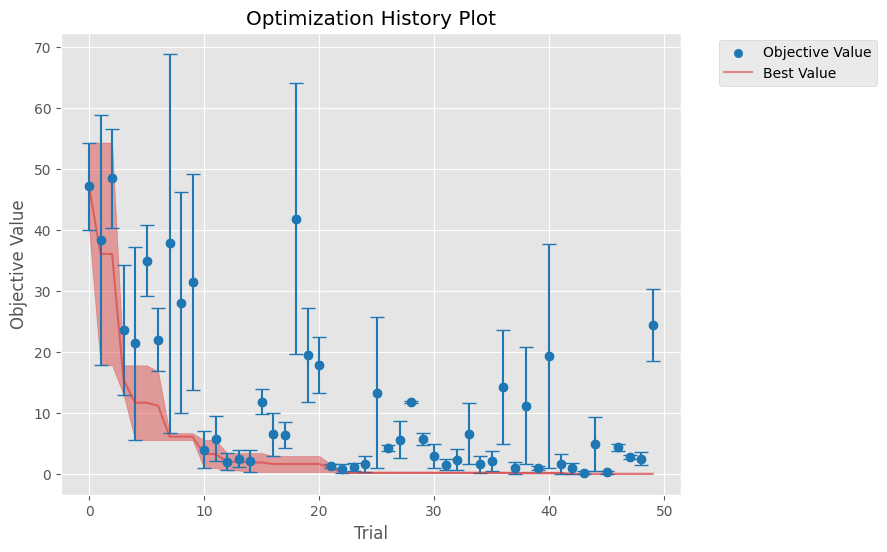 Optimization History Plot
Objective Value
Best Value
Objective Value
70
60
50
40
30
20
10
0
0 10 20 30 40 50
Trial